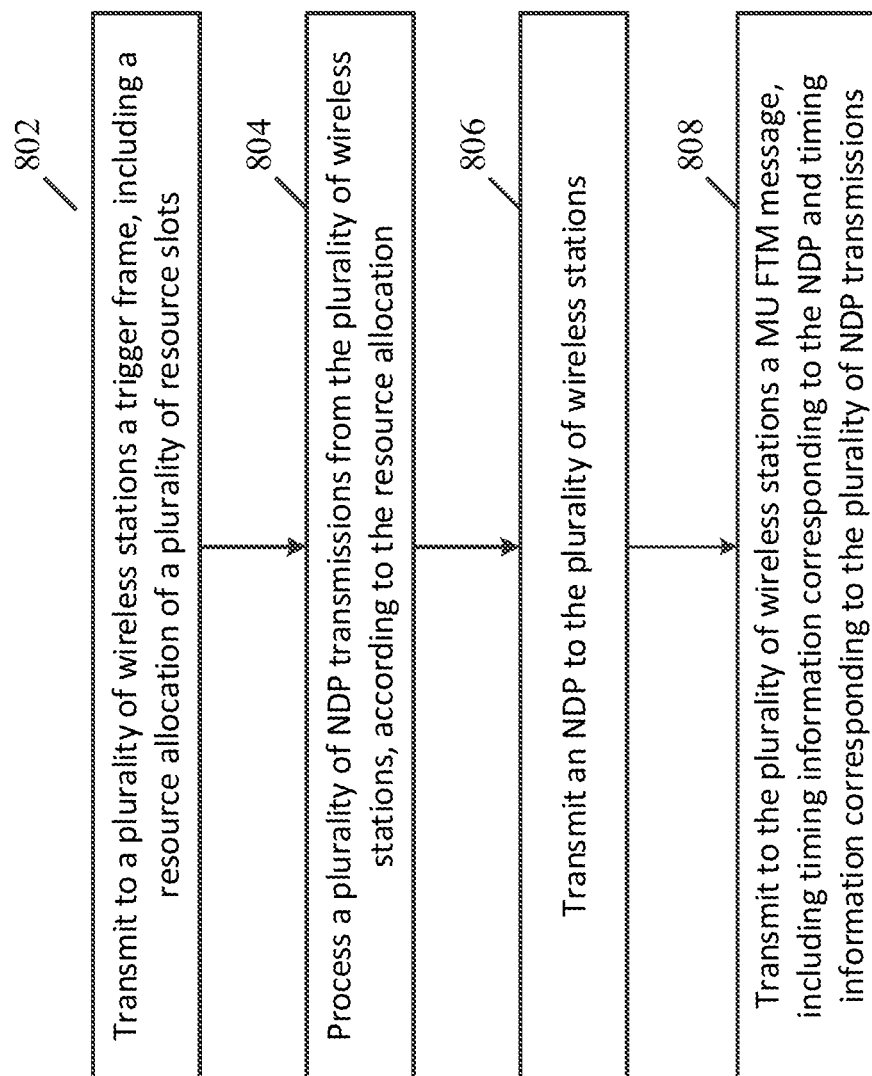 802
Transmit to a plurality of wireless stations a trigger frame, including a
resource allocation of a plurality of resource slots
804
Process a plurality of NDP transmissions from the plurality of wireless
stations, according to the resource allocation
806
Transmit an NDP to the plurality of wireless stations
808
Transmit to the plurality of wireless stations a MU FTM message,
including timing information corresponding to the NDP and timing
information corresponding to the plurality of NDP transmissions